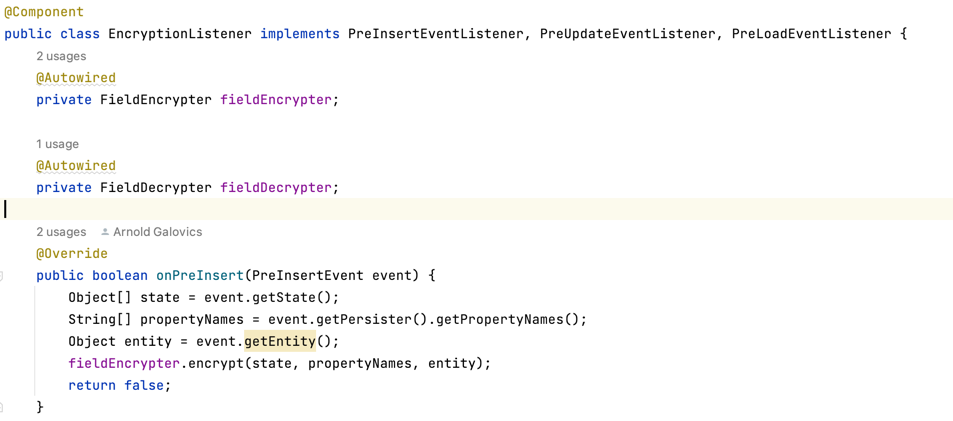 @Component
public class EncryptionListener implements PreInsertEventListener, PreUpdateEventListener, PreLoadEventListener {
2 usages
@Autowired
private FieldEncrypter fieldEncrypter;
1 usage
@Autowired
private FieldDecrypter fieldDecrypter;
2 usages Arnold Galovics
@Override
public boolean onPreInsert(PreInsertEvent event) {
Object[] state = event.getState();
String[] propertyNames = event.getPersister().getPropertyNames();
Object entity = event.getEntity();
fieldEncrypter.encrypt(state, propertyNames, entity);
return false;
}